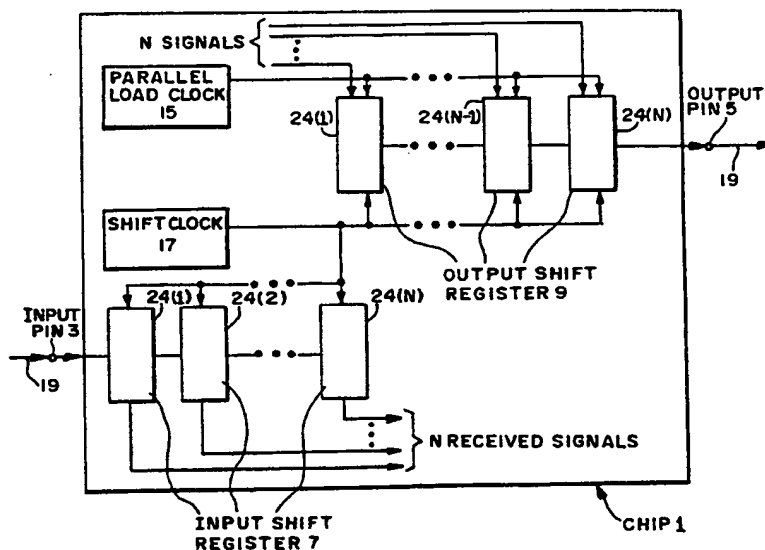 N SIGNALS
PARALLEL
LOAD CLOCK
15
24(1)
24(N-1)
24(N)
OUTPUT
PIN 5
19
SHIFT CLOCK
17
OUTPUT SHIFT
REGISTER 9
INPUT
PIN 3
19
24(1)
24(2)
24(N)
N RECEIVED SIGNALS
INPUT SHIFT
REGISTER 7
CHIP 1